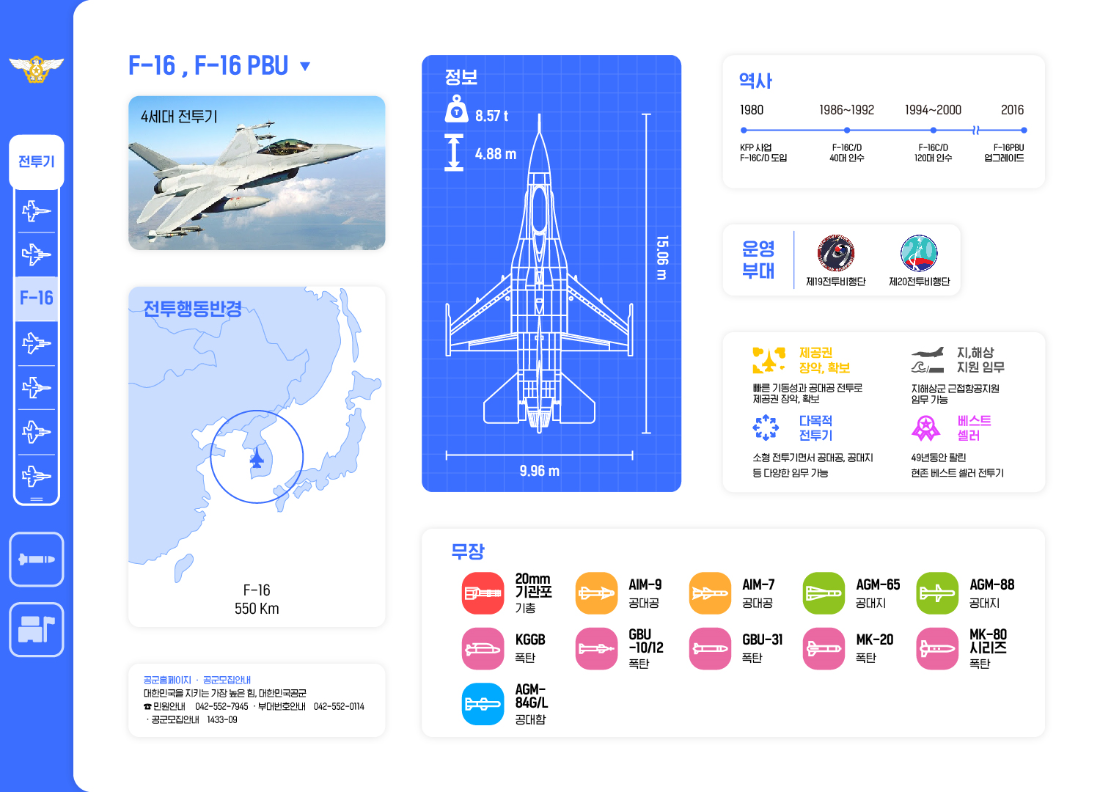 F-16 , F-16 PBU ▼
4세대 전투기
전투기
F-16
전투행동반경
F-16
550 Km
공군홈페이지 · 공군모집안내
대한민국을 지키는 가장 높은 힘, 대한민국공군
☎ 민원안내 042-552-7945 · 부대번호안내 042-552-0114
· 공군모집안내 1433-09
정보
8.57 t
4.88 m
15.06 m
9.96 m
역사
1980 1986~1992 1994~2000 2016
KFP 사업 F-16C/D F-16C/D F-16PBU
F-16C/D 도입 40대 인수 120대 인수 업그레이드
운영
부대
제19전투비행단 제20전투비행단
제공권
장악, 확보
빠른 기동성과 공대공 전투로
제공권 장악, 확보
지,해상
지원 임무
지해상군 근접항공지원
임무 가능
다목적
전투기
소형 전투기면서 공대공, 공대지
등 다양한 임무 가능
베스트
셀러
49년동안 팔린
현존 베스트 셀러 전투기
무장
20mm
기관포
기총
AIM-9
공대공
AIM-7
공대공
AGM-65
공대지
AGM-88
공대지
KGGB
폭탄
GBU
-10/12
폭탄
GBU-31
폭탄
MK-20
폭탄
MK-80
시리즈
폭탄
AGM-
84G/L
공대함